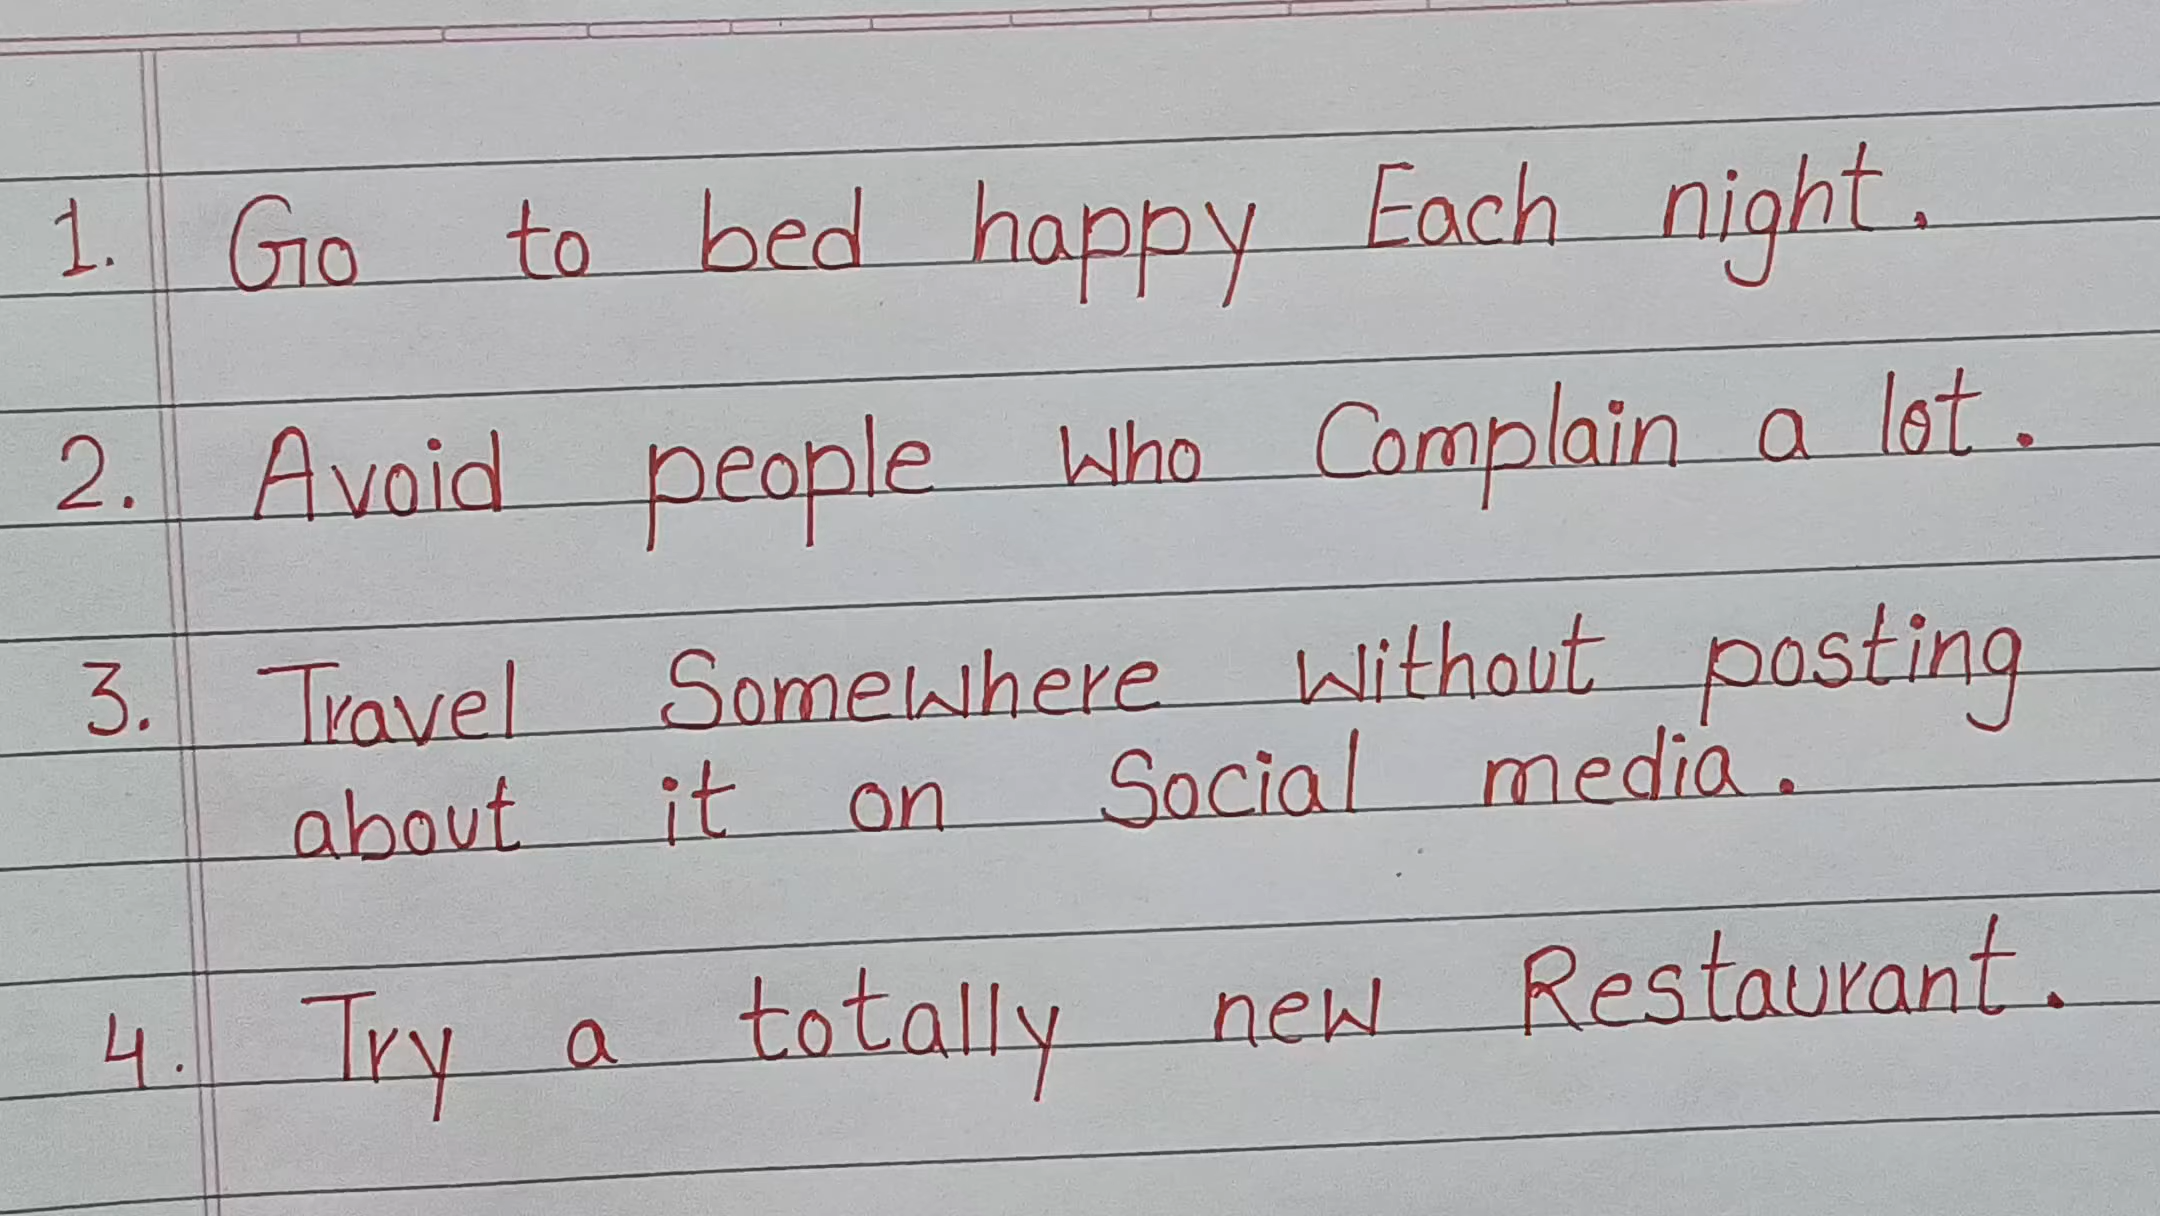 1. Go to bed happy Each night.
2. Avoid people who Complain a lot.
3. Travel Somewhere without posting
about it on Social media.
4. Try a totally new Restaurant.